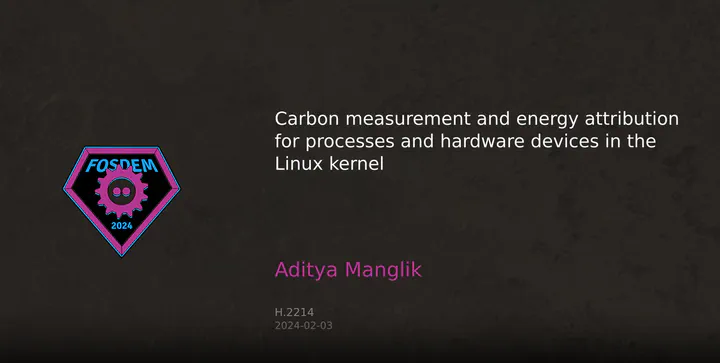 FOSDEM
2024
Carbon measurement and energy attribution
for processes and hardware devices in the
Linux kernel
Aditya Manglik
H.2214
2024-02-03